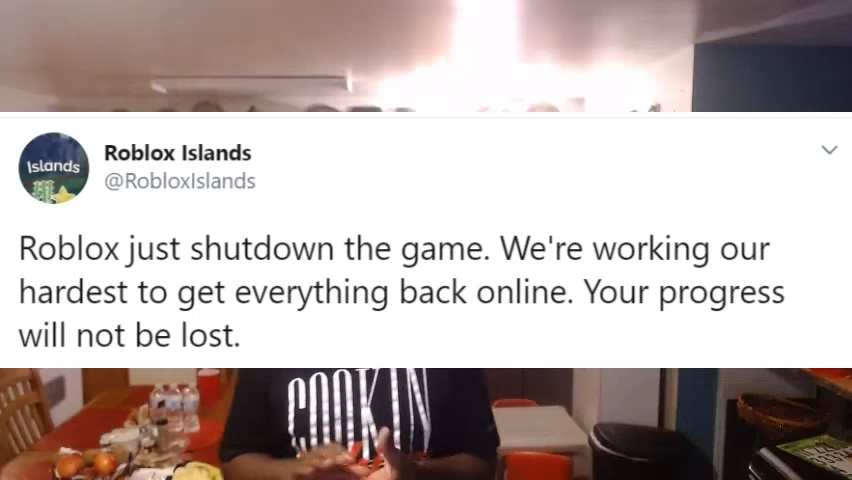 Islands
Roblox Islands
@RobloxIslands
Roblox just shutdown the game. We're working our
hardest to get everything back online. Your progress
will not be lost.
COOKIN